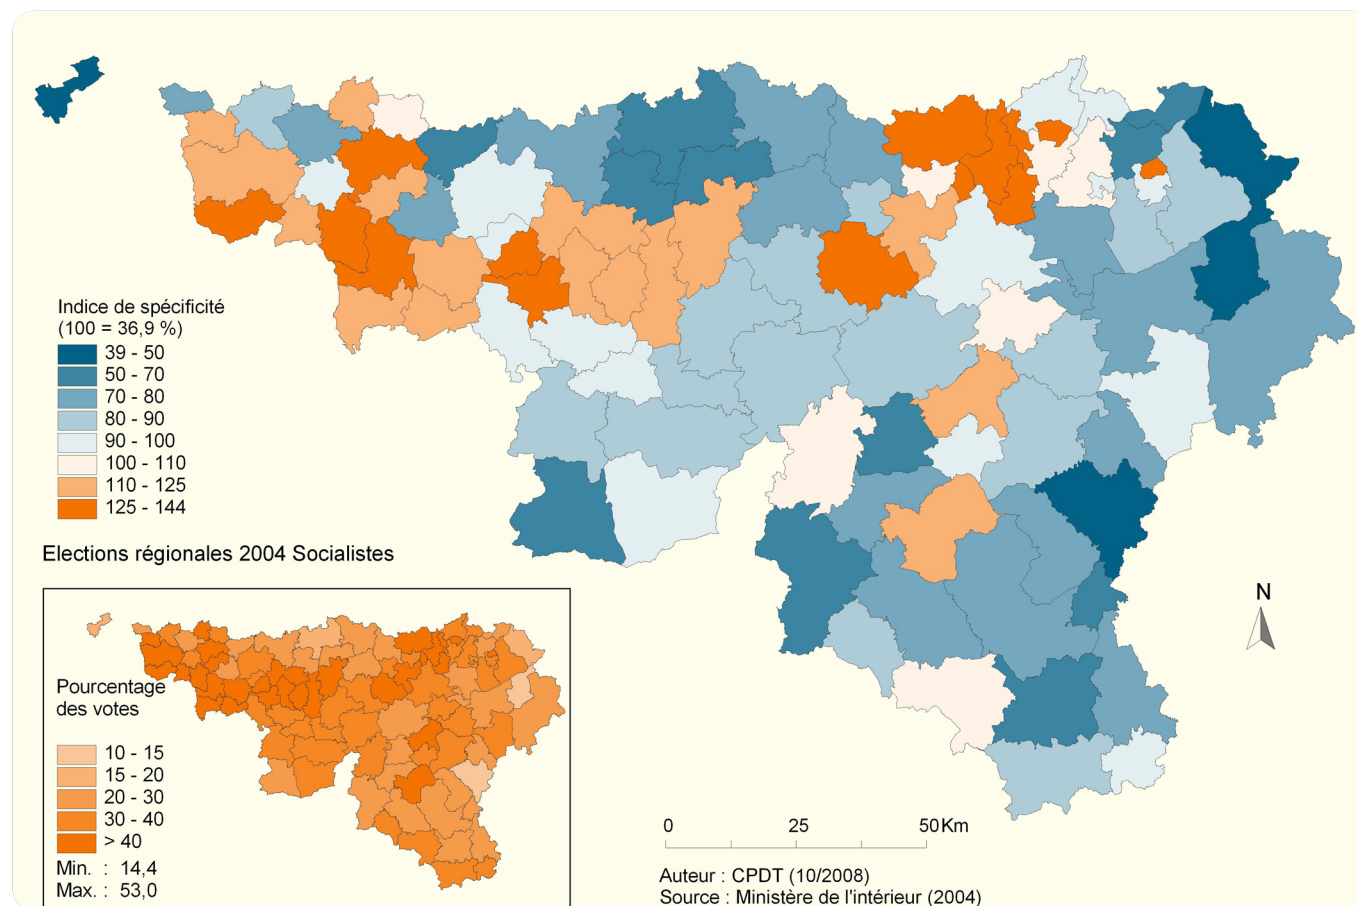 Indice de spécificité
(100 = 36,9 %)
39 - 50
50 - 70
70 - 80
80 - 90
90 - 100
100 - 110
110 - 125
125 - 144
Elections régionales 2004 Socialistes
Pourcentage
des votes
10 - 15
15 - 20
20 - 30
30 - 40
> 40
Min. : 14,4
Max. : 53,0
N
0 25 50Km
Auteur : CPDT (10/2008)
Source : Ministère de l'intérieur (2004)